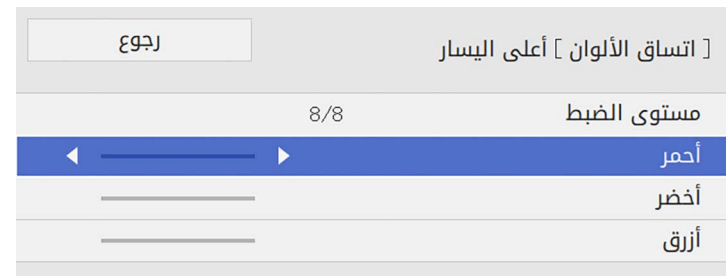 [ اتساق الألوان ] أعلى اليسار
رجوع
مستوى الضبط 8/8
أحمر
أخضر
أزرق